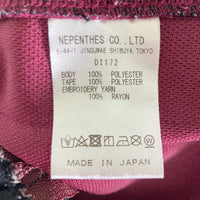 NEPENTHES CO., LTD.
5-44-1, JINGUMAE SHIBUYA, TOKYO
DI172
BODY 100% POLYESTER
TAPE 100% POLYESTER
EMBROIDERY YARN
100% RAYON
MADE IN JAPAN